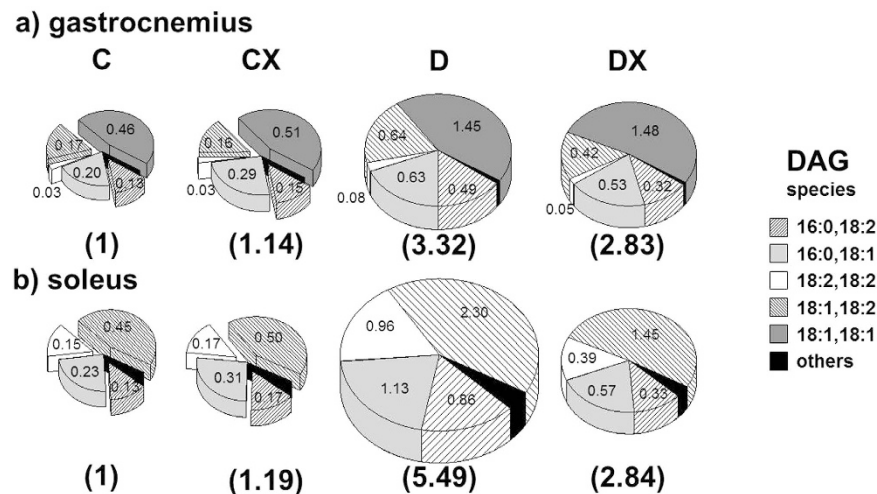 a) gastrocnemius
C CX D DX
0.46 0.17 0.20 0.13 0.03
0.51 0.16 0.29 0.15 0.03
1.45 0.64 0.63 0.49 0.08
1.48 0.42 0.53 0.32 0.05
(1) (1.14) (3.32) (2.83)
b) soleus
0.45 0.15 0.23 0.13
0.50 0.17 0.31 0.17
2.30 0.96 1.13 0.86
1.45 0.39 0.57 0.33
(1) (1.19) (5.49) (2.84)
DAG
species
16:0,18:2
16:0,18:1
18:2,18:2
18:1,18:2
18:1,18:1
others